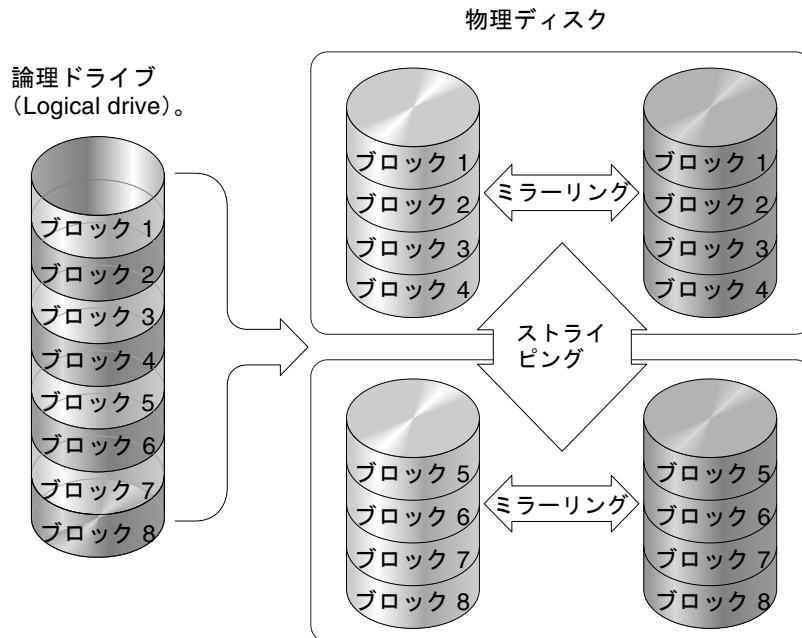 物理ディスク
論理ドライブ
(Logical drive)。
ブロック 1
ブロック 2
ブロック 3
ブロック 4
ブロック 5
ブロック 6
ブロック 7
ブロック 8
ブロック 1
ブロック 2
ブロック 3
ブロック 4
ミラーリング
ブロック 1
ブロック 2
ブロック 3
ブロック 4
ストライ
ピング
ブロック 5
ブロック 6
ブロック 7
ブロック 8
ミラーリング
ブロック 5
ブロック 6
ブロック 7
ブロック 8